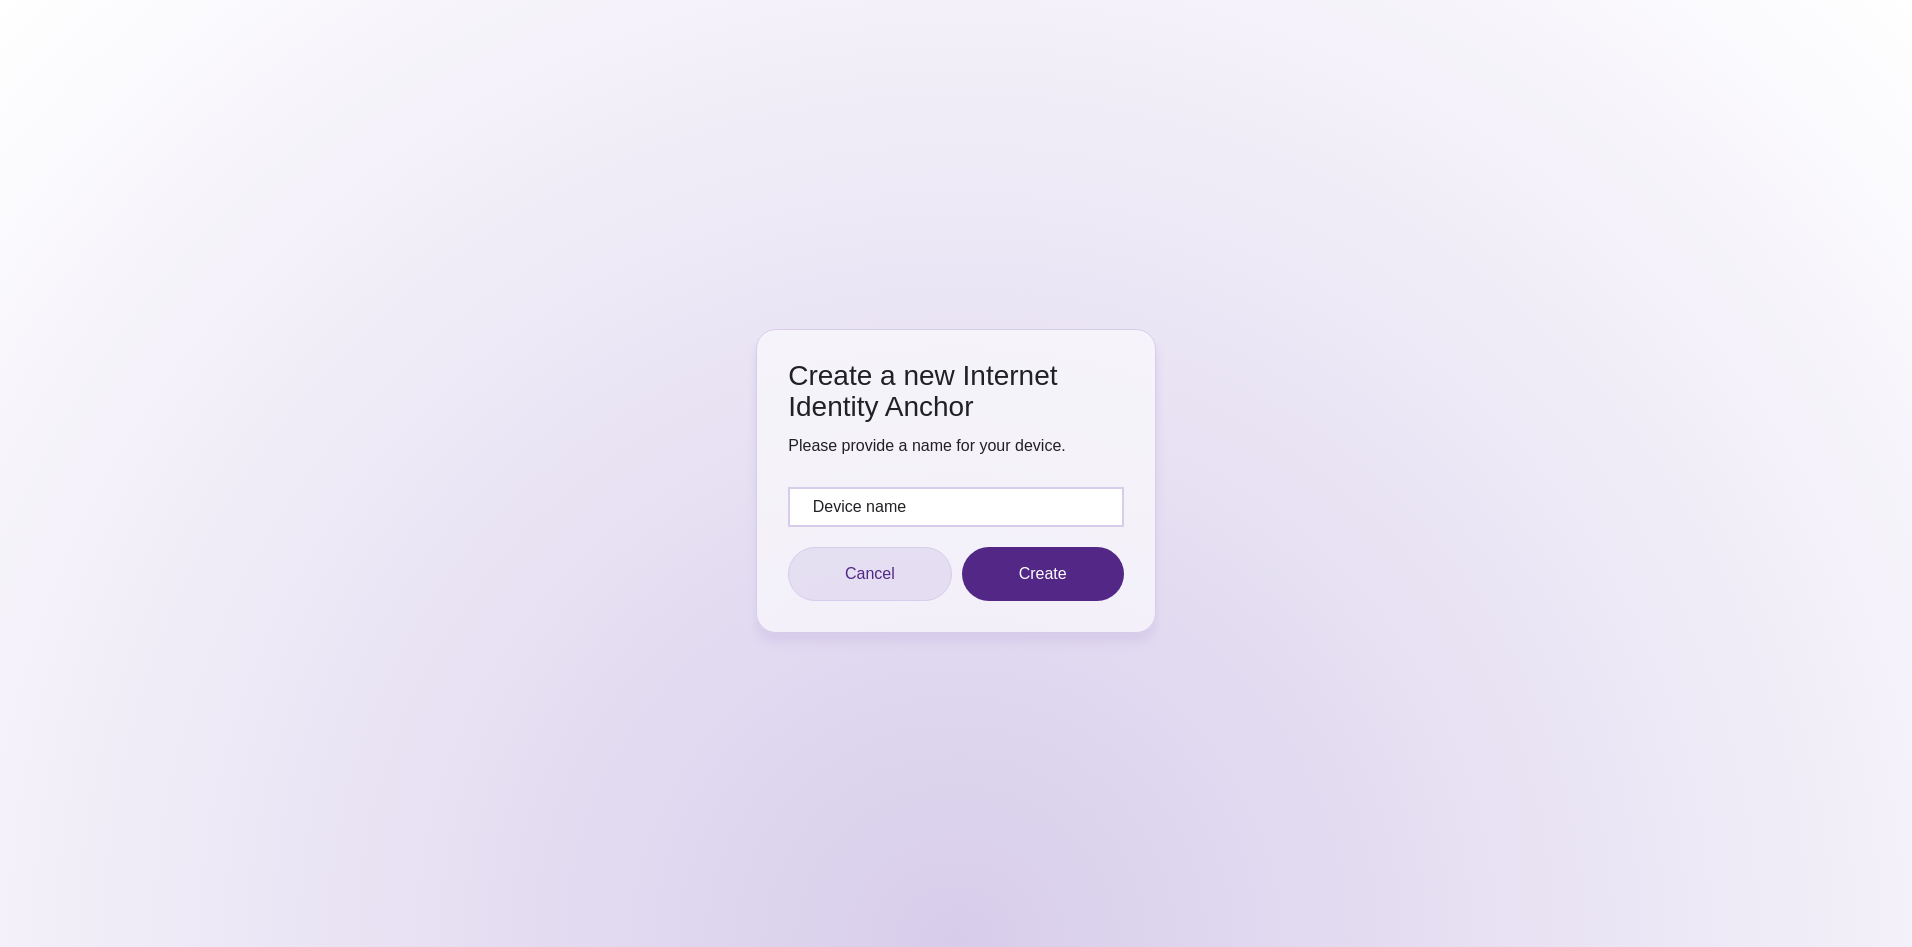 Create a new Internet
Identity Anchor
Please provide a name for your device.
Device name
Cancel
Create